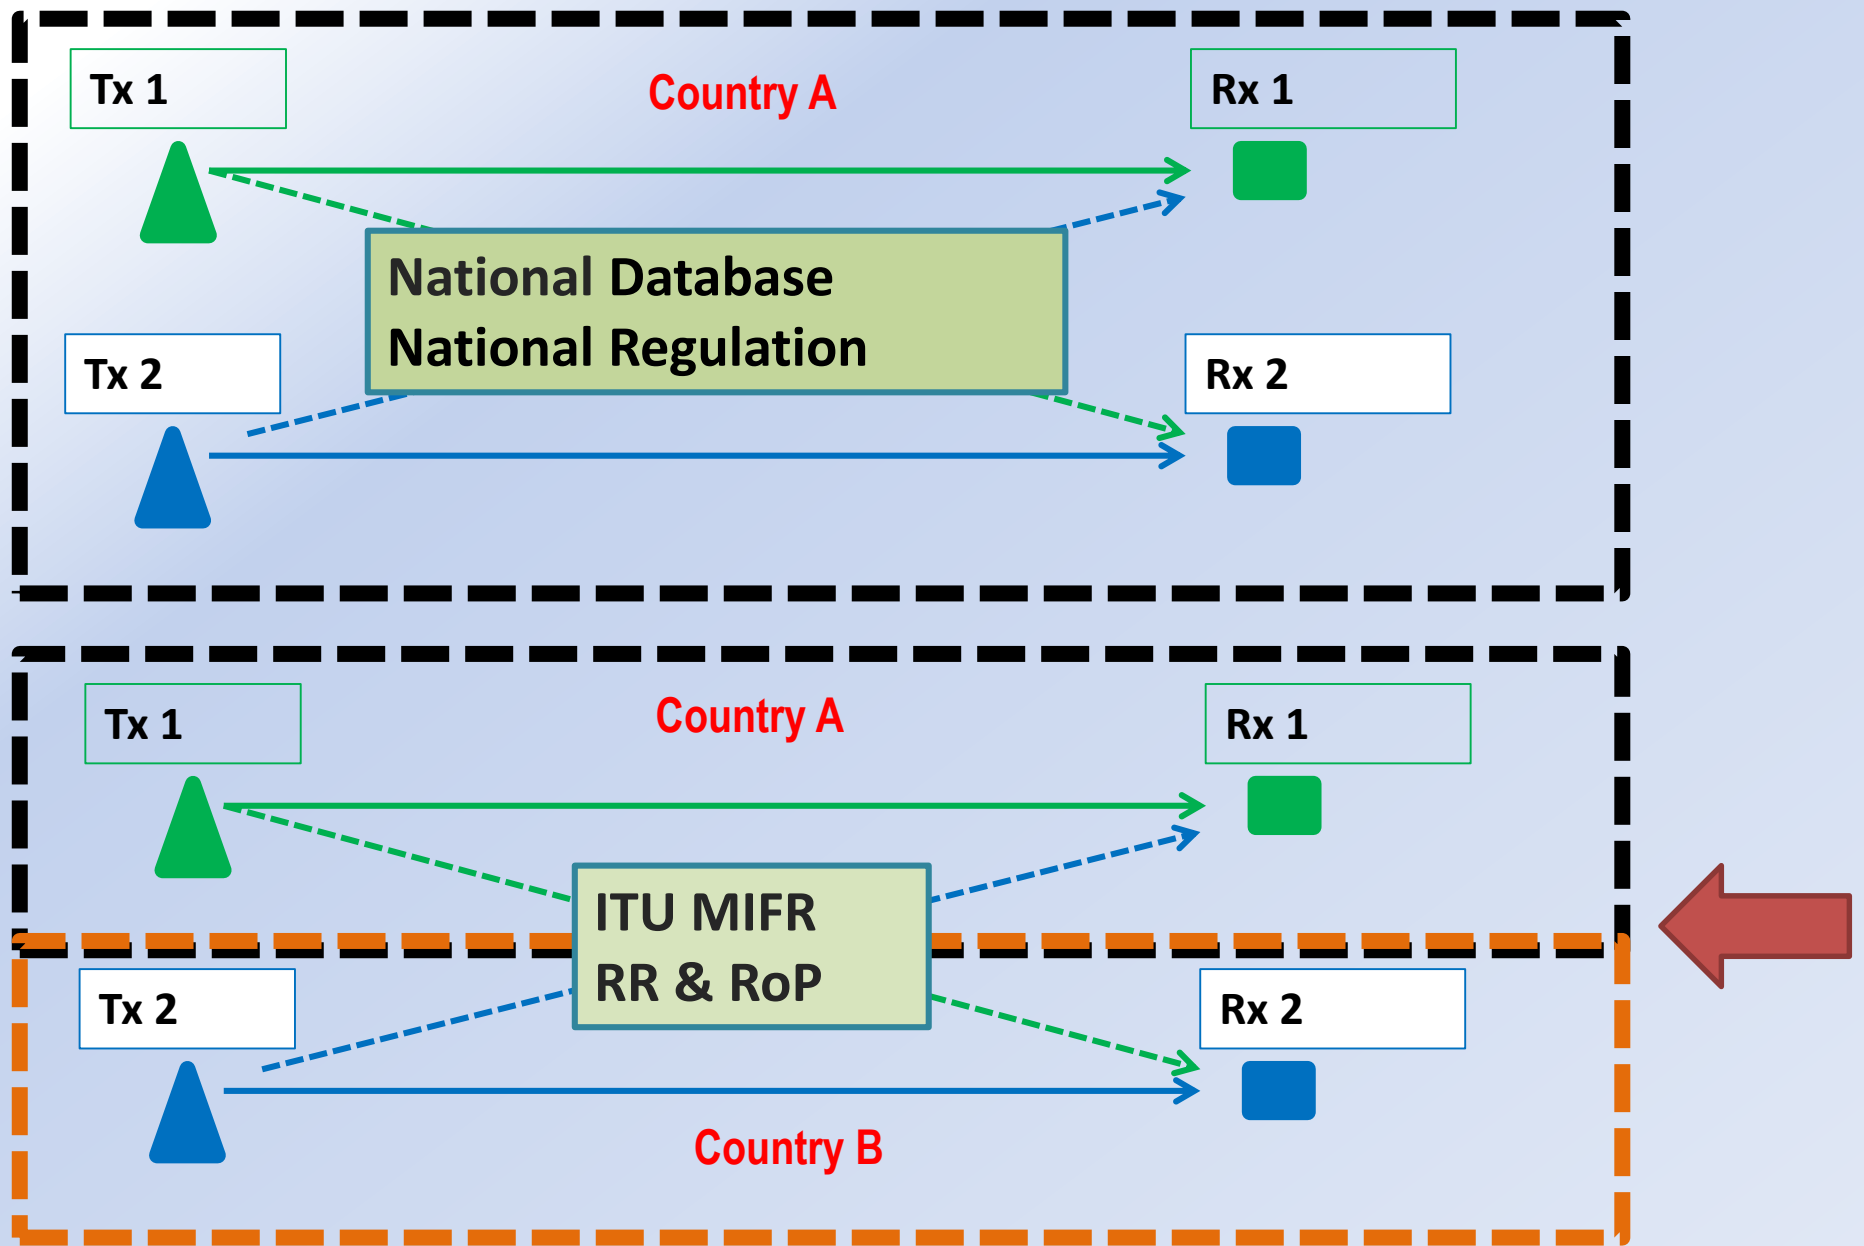 Tx 1
Country A
Rx 1
National Database
National Regulation
Tx 2
Rx 2
Tx 1
Country A
Rx 1
ITU MIFR
RR & RoP
Tx 2
Rx 2
Country B